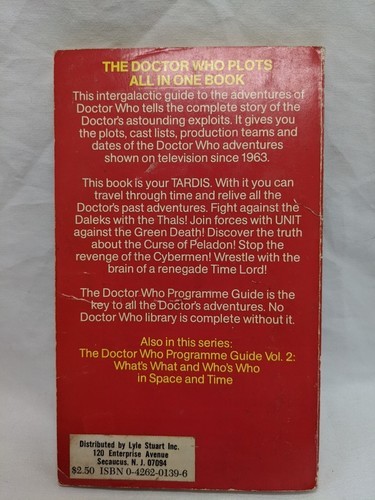 THE DOCTOR WHO PLOTS
ALL IN ONE BOOK
This intergalactic guide to the adventures of
Doctor Who tells the complete story of the
Doctor's astounding exploits. It gives you
the plots, cast lists, production teams and
dates of the Doctor Who adventures
shown on television since 1963.
This book is your TARDIS. With it you can
travel through time and relive all the
Doctor's past adventures. Fight against the
Daleks with the Thals! Join forces with UNIT
against the Green Death! Discover the truth
about the Curse of Peladon! Stop the
revenge of the Cybermen! Wrestle with the
brain of a renegade Time Lord!
The Doctor Who Programme Guide is the
key to all the Doctor's adventures. No
Doctor Who library is complete without it.
Also in this series:
The Doctor Who Programme Guide Vol. 2:
What's What and Who's Who
in Space and Time
Distributed by Lyle Stuart Inc.
120 Enterprise Avenue
Secaucus, N. J. 07094
$2.50 ISBN 0-4262-0139-6